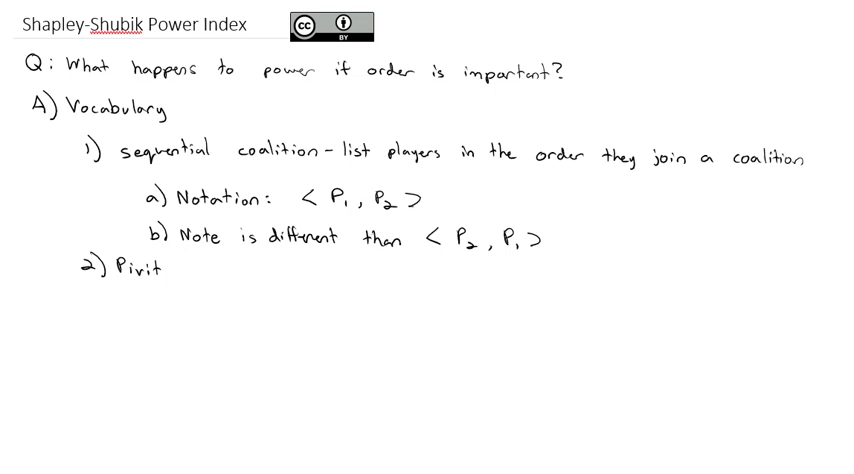 Shapley-Shubik Power Index
cc BY
Q: What happens to power if order is important?
A) Vocabulary
1) sequential coalition - list players in the order they join a coalition
a) Notation: < P1, P2 >
b) Note is different than < P2, P1 >
2) Pivit